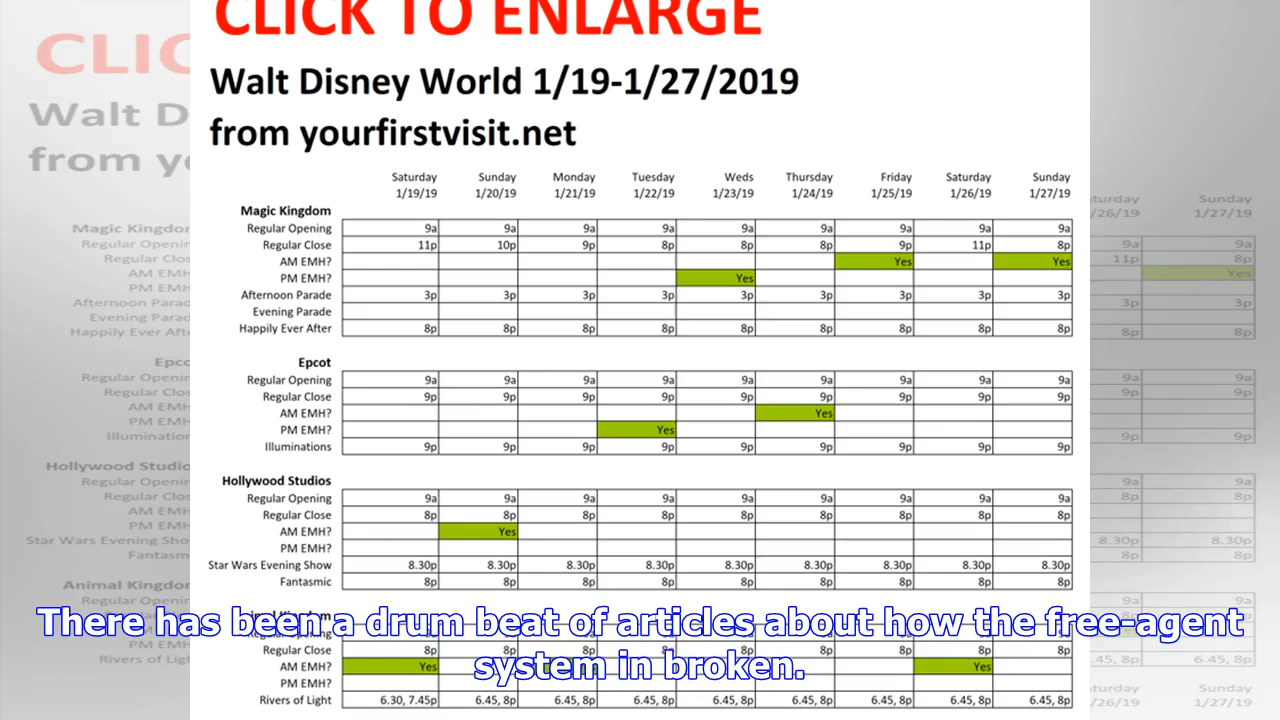 CLICK TO ENLARGE
Walt Disney World 1/19-1/27/2019
from yourfirstvisit.net
Saturday Sunday Monday Tuesday Weds Thursday Friday Saturday Sunday
1/19/19 1/20/19 1/21/19 1/22/19 1/23/19 1/24/19 1/25/19 1/26/19 1/27/19
Magic Kingdom
Regular Opening 9a 9a 9a 9a 9a 9a 9a 9a 9a
Regular Close 11p 10p 9p 8p 8p 8p 9p 11p 8p
AM EMH? Yes Yes
PM EMH? Yes
Afternoon Parade 3p 3p 3p 3p 3p 3p 3p 3p 3p
Evening Parade
Happily Ever After 8p 8p 8p 8p 8p 8p 8p 8p 8p
Epcot
Regular Opening 9a 9a 9a 9a 9a 9a 9a 9a 9a
Regular Close 9p 9p 9p 9p 9p 9p 9p 9p 9p
AM EMH? Yes
PM EMH? Yes
Illuminations 9p 9p 9p 9p 9p 9p 9p 9p 9p
Hollywood Studios
Regular Opening 9a 9a 9a 9a 9a 9a 9a 9a 9a
Regular Close 8p 8p 8p 8p 8p 8p 8p 8p 8p
AM EMH? Yes
PM EMH?
Star Wars Evening Show 8.30p 8.30p 8.30p 8.30p 8.30p 8.30p 8.30p 8.30p 8.30p
Fantasmic 8p 8p 8p 8p 8p 8p 8p 8p 8p
There has been a drum beat of articles about how the free-agent
system in broken.
Regular Close 8p 8p 8p 8p 8p 8p 8p 8p 8p
AM EMH? Yes Yes
PM EMH?
Rivers of Light 6.30, 7.45p 6.45, 8p 6.45, 8p 6.45, 8p 6.45, 8p 6.45, 8p 6.45, 8p 6.45, 8p 6.45, 8p